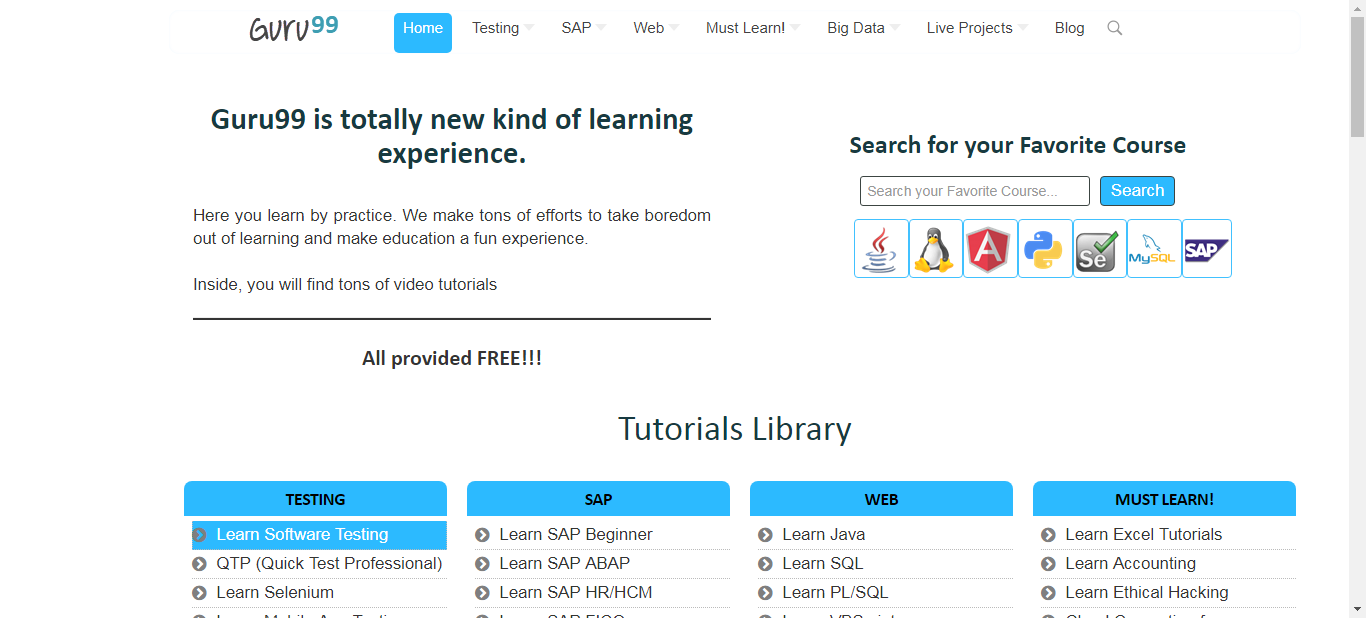 Guru99 Home Testing SAP Web Must Learn! Big Data Live Projects Blog
Guru99 is totally new kind of learning
experience.
Here you learn by practice. We make tons of efforts to take boredom
out of learning and make education a fun experience.
Inside, you will find tons of video tutorials
All provided FREE!!!
Search for your Favorite Course
Search your Favorite Course... Search
Se MySQL SAP
Tutorials Library
TESTING
Learn Software Testing
QTP (Quick Test Professional)
Learn Selenium
SAP
Learn SAP Beginner
Learn SAP ABAP
Learn SAP HR/HCM
WEB
Learn Java
Learn SQL
Learn PL/SQL
MUST LEARN!
Learn Excel Tutorials
Learn Accounting
Learn Ethical Hacking